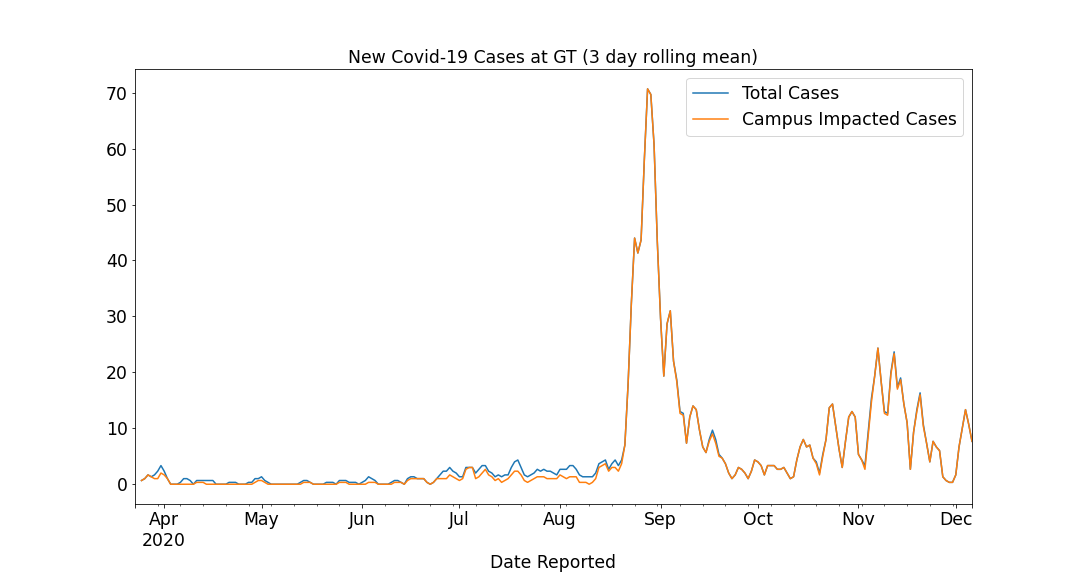 New Covid-19 Cases at GT (3 day rolling mean)
Total Cases
Campus Impacted Cases
70
60
50
40
30
20
10
0
Apr May Jun Jul Aug Sep Oct Nov Dec
2020
Date Reported